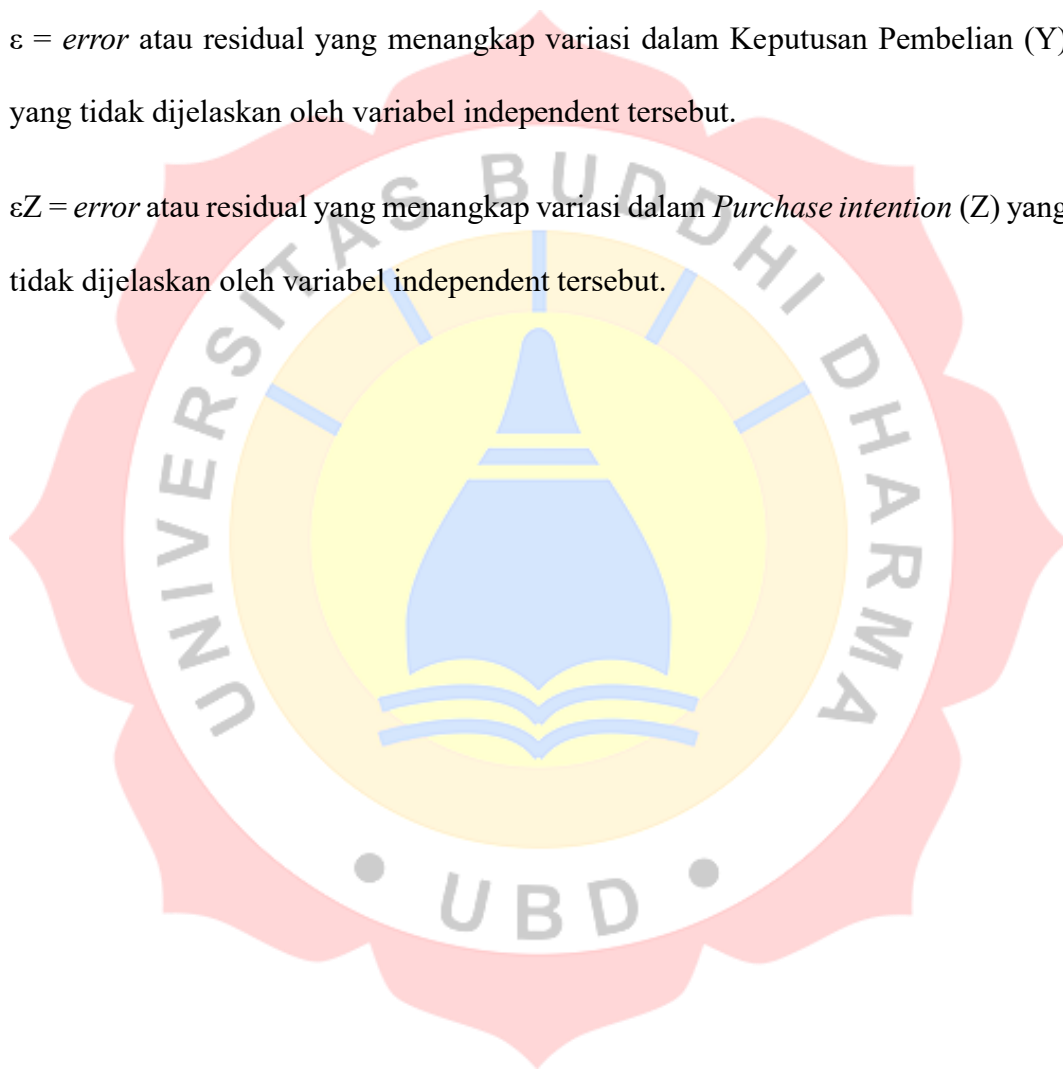 ε = error atau residual yang menangkap variasi dalam Keputusan Pembelian (Y)
yang tidak dijelaskan oleh variabel independent tersebut.
εZ = error atau residual yang menangkap variasi dalam Purchase intention (Z) yang
tidak dijelaskan oleh variabel independent tersebut.
UNIVERSITAS BUDDHI DHARMA
• UBD •